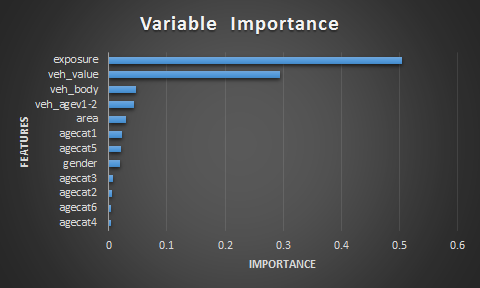 Variable Importance
FEATURES
exposure
veh_value
veh_body
veh_agev1-2
area
agecat1
agecat5
gender
agecat3
agecat2
agecat6
agecat4
0 0.1 0.2 0.3 0.4 0.5 0.6
IMPORTANCE